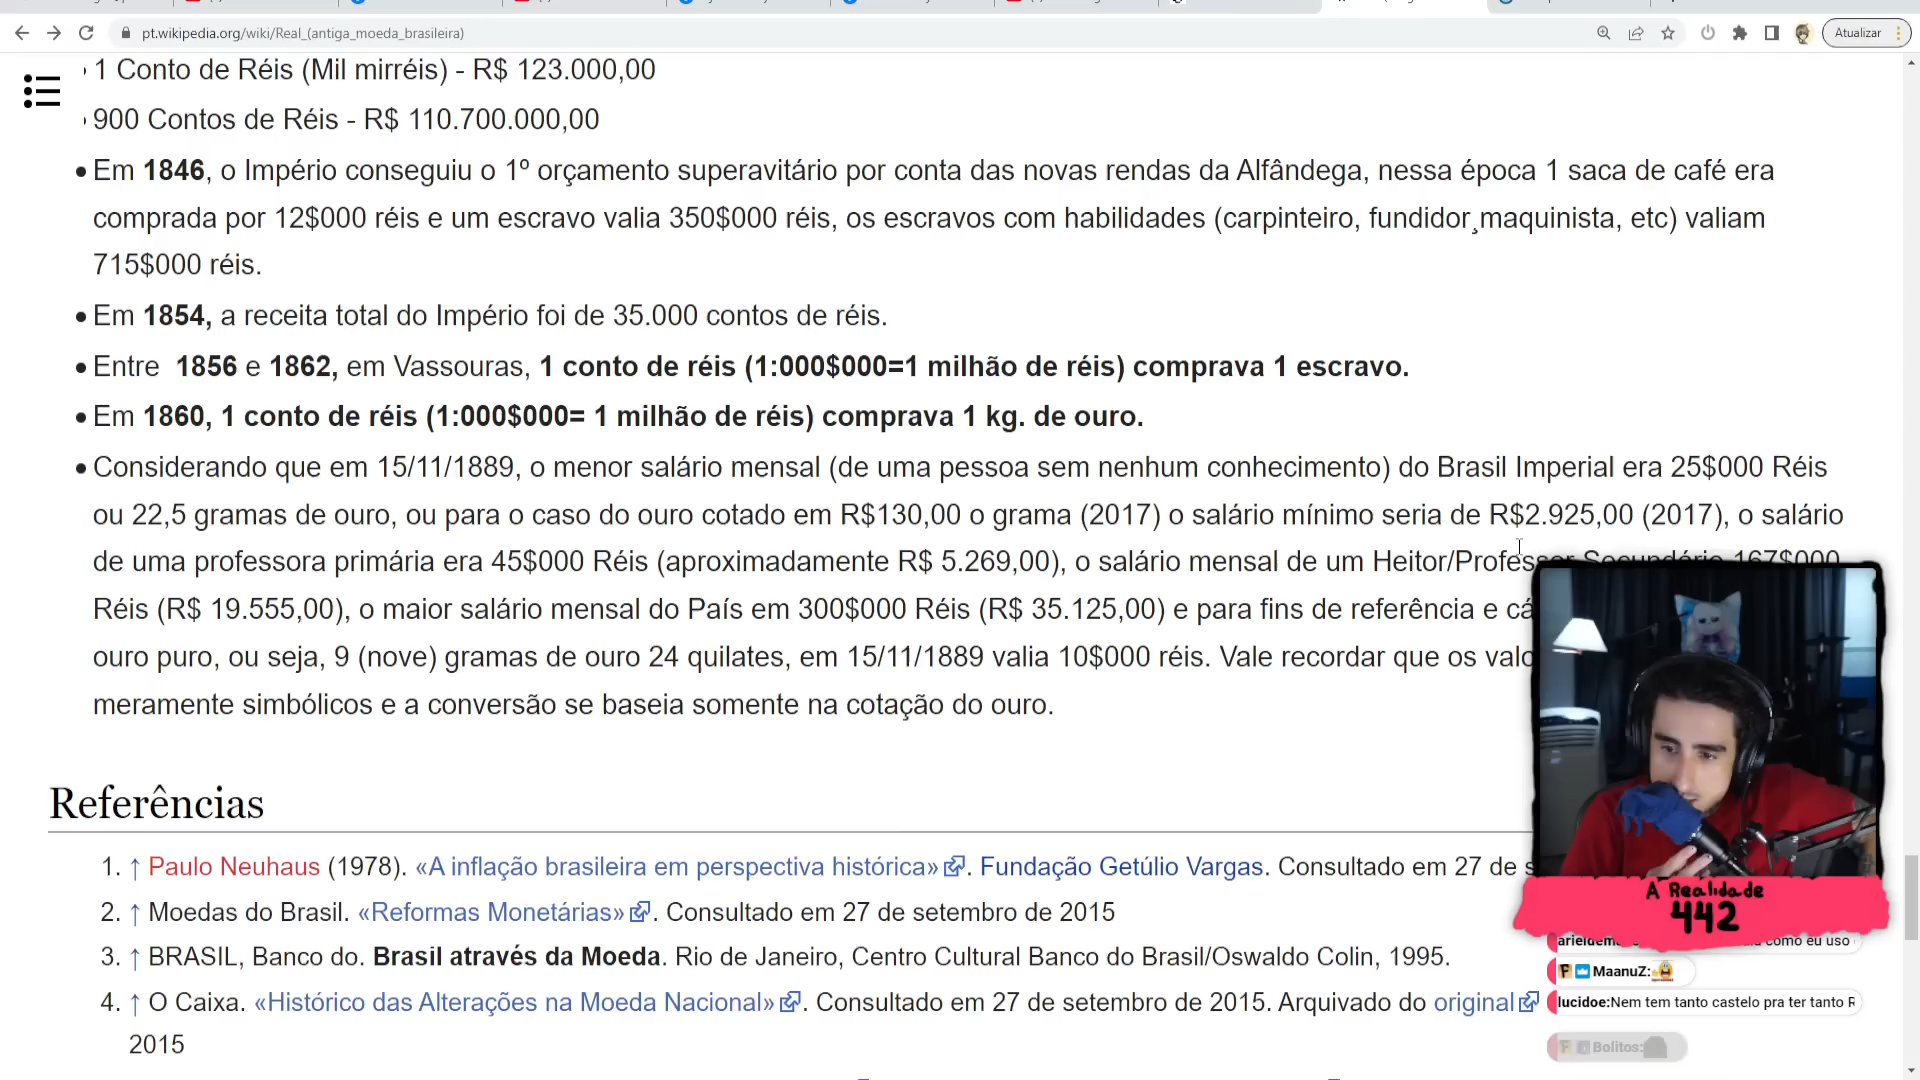 pt.wikipedia.org/wiki/Real_(antiga_moeda_brasileira)
Atualizar
1 Conto de Réis (Mil mirréis) - R$ 123.000,00
900 Contos de Réis - R$ 110.700.000,00
Em 1846, o Império conseguiu o 1º orçamento superavitário por conta das novas rendas da Alfândega, nessa época 1 saca de café era
comprada por 12$000 réis e um escravo valia 350$000 réis, os escravos com habilidades (carpinteiro, fundidor¸maquinista, etc) valiam
715$000 réis.
Em 1854, a receita total do Império foi de 35.000 contos de réis.
Entre 1856 e 1862, em Vassouras, 1 conto de réis (1:000$000=1 milhão de réis) comprava 1 escravo.
Em 1860, 1 conto de réis (1:000$000= 1 milhão de réis) comprava 1 kg. de ouro.
Considerando que em 15/11/1889, o menor salário mensal (de uma pessoa sem nenhum conhecimento) do Brasil Imperial era 25$000 Réis
ou 22,5 gramas de ouro, ou para o caso do ouro cotado em R$130,00 o grama (2017) o salário mínimo seria de R$2.925,00 (2017), o salário
de uma professora primária era 45$000 Réis (aproximadamente R$ 5.269,00), o salário mensal de um Heitor/Professor Secundário 167$000
Réis (R$ 19.555,00), o maior salário mensal do País em 300$000 Réis (R$ 35.125,00) e para fins de referência e
ouro puro, ou seja, 9 (nove) gramas de ouro 24 quilates, em 15/11/1889 valia 10$000 réis. Vale recordar que os
meramente simbólicos e a conversão se baseia somente na cotação do ouro.
Referências
1. ↑ Paulo Neuhaus (1978). «A inflação brasileira em perspectiva histórica». Fundação Getúlio Vargas. Consultado em 27 de s
2. ↑ Moedas do Brasil. «Reformas Monetárias». Consultado em 27 de setembro de 2015
3. ↑ BRASIL, Banco do. Brasil através da Moeda. Rio de Janeiro, Centro Cultural Banco do Brasil/Oswaldo Colin, 1995.
4. ↑ O Caixa. «Histórico das Alterações na Moeda Nacional». Consultado em 27 de setembro de 2015. Arquivado do original
2015
A Realidade
442
como eu uso
MaanuZ:
lucidoe:Nem tem tanto castelo pra ter tanto R
Bolitos: